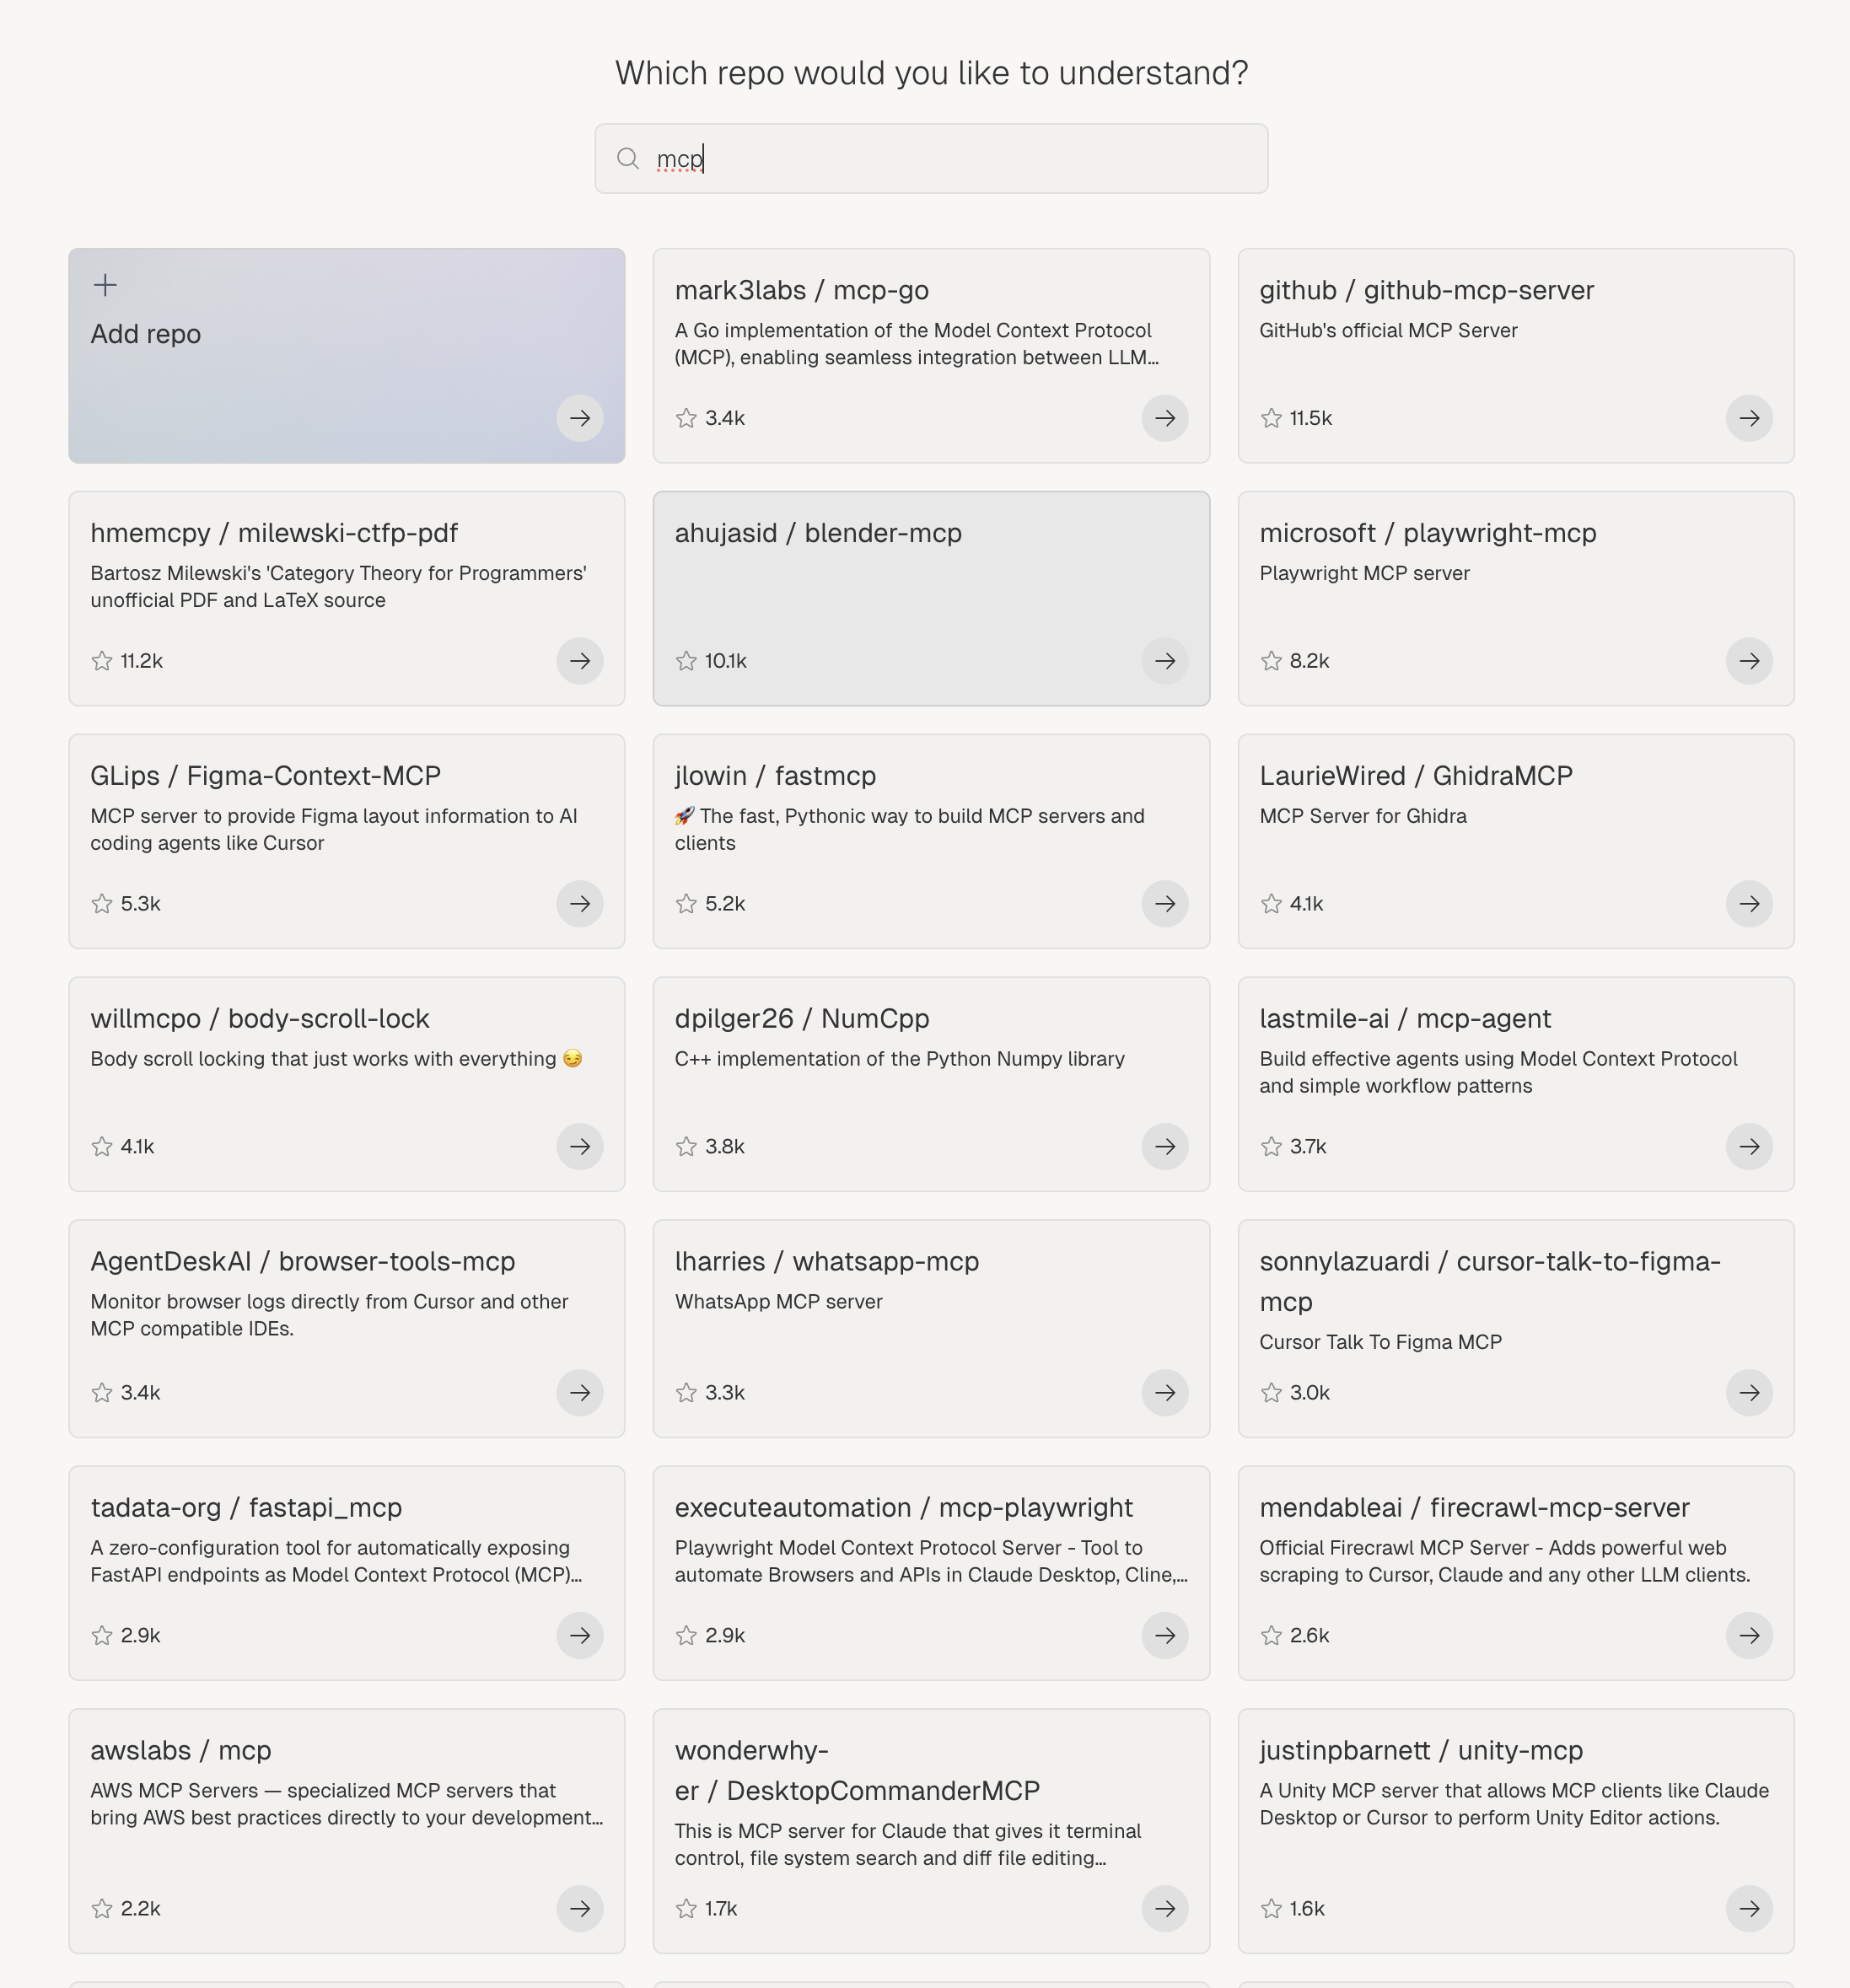 Which repo would you like to understand?
mcp
Add repo
mark3labs / mcp-go
A Go implementation of the Model Context Protocol
(MCP), enabling seamless integration between LLM…
3.4k
github / github-mcp-server
GitHub's official MCP Server
11.5k
hmemcpy / milewski-ctfp-pdf
Bartosz Milewski's 'Category Theory for Programmers'
unofficial PDF and LaTeX source
11.2k
ahujasid / blender-mcp
10.1k
microsoft / playwright-mcp
Playwright MCP server
8.2k
GLips / Figma-Context-MCP
MCP server to provide Figma layout information to AI
coding agents like Cursor
5.3k
jlowin / fastmcp
🚀 The fast, Pythonic way to build MCP servers and
clients
5.2k
LaurieWired / GhidraMCP
MCP Server for Ghidra
4.1k
willmcpo / body-scroll-lock
Body scroll locking that just works with everything 😏
4.1k
dpilger26 / NumCpp
C++ implementation of the Python Numpy library
3.8k
lastmile-ai / mcp-agent
Build effective agents using Model Context Protocol
and simple workflow patterns
3.7k
AgentDeskAI / browser-tools-mcp
Monitor browser logs directly from Cursor and other
MCP compatible IDEs.
3.4k
lharries / whatsapp-mcp
WhatsApp MCP server
3.3k
sonnylazuardi / cursor-talk-to-figma-
mcp
Cursor Talk To Figma MCP
3.0k
tadata-org / fastapi_mcp
A zero-configuration tool for automatically exposing
FastAPI endpoints as Model Context Protocol (MCP)…
2.9k
executeautomation / mcp-playwright
Playwright Model Context Protocol Server - Tool to
automate Browsers and APIs in Claude Desktop, Cline,…
2.9k
mendableai / firecrawl-mcp-server
Official Firecrawl MCP Server - Adds powerful web
scraping to Cursor, Claude and any other LLM clients.
2.6k
awslabs / mcp
AWS MCP Servers — specialized MCP servers that
bring AWS best practices directly to your development…
2.2k
wonderwhy-
er / DesktopCommanderMCP
This is MCP server for Claude that gives it terminal
control, file system search and diff file editing…
1.7k
justinpbarnett / unity-mcp
A Unity MCP server that allows MCP clients like Claude
Desktop or Cursor to perform Unity Editor actions.
1.6k